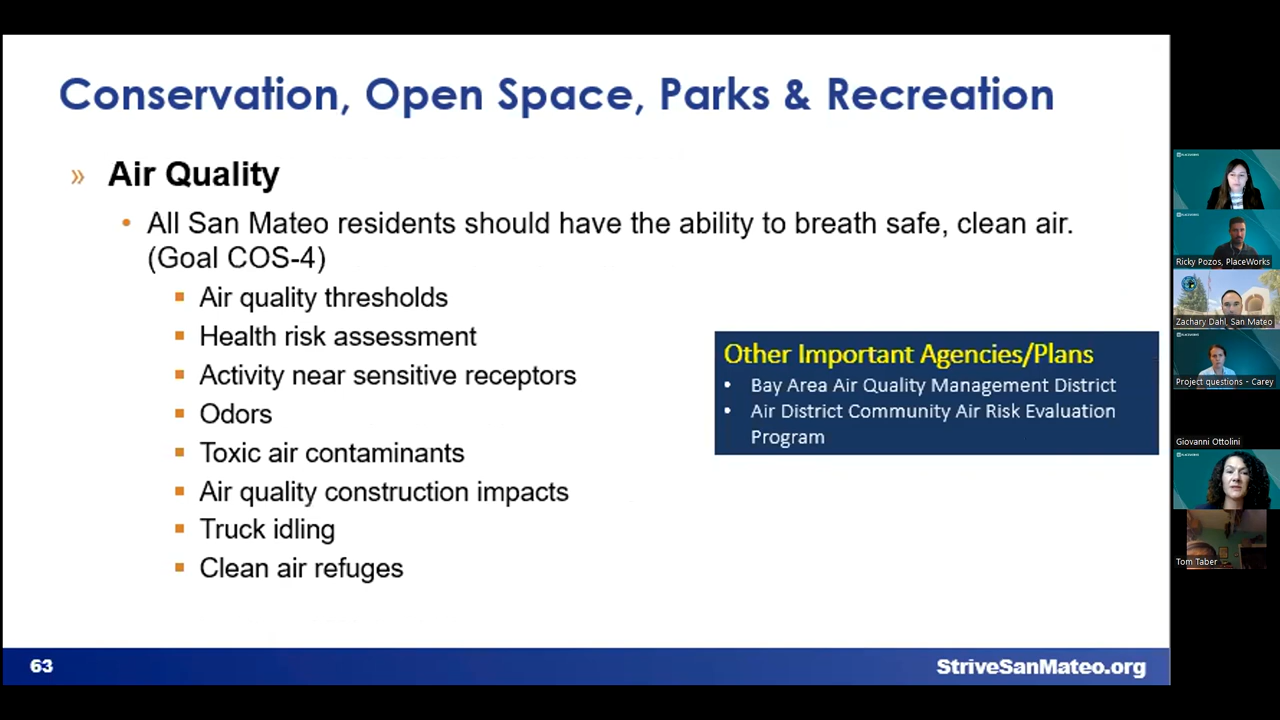 Conservation, Open Space, Parks & Recreation
» Air Quality
• All San Mateo residents should have the ability to breath safe, clean air.
(Goal COS-4)
▪ Air quality thresholds
▪ Health risk assessment
▪ Activity near sensitive receptors
▪ Odors
▪ Toxic air contaminants
▪ Air quality construction impacts
▪ Truck idling
▪ Clean air refuges
Other Important Agencies/Plans
• Bay Area Air Quality Management District
• Air District Community Air Risk Evaluation
Program
63
StriveSanMateo.org
Ricky Pozos, PlaceWorks
Zachary Dahl, San Mateo
Project questions - Carey
Giovanni Ottolini
Tom Taber